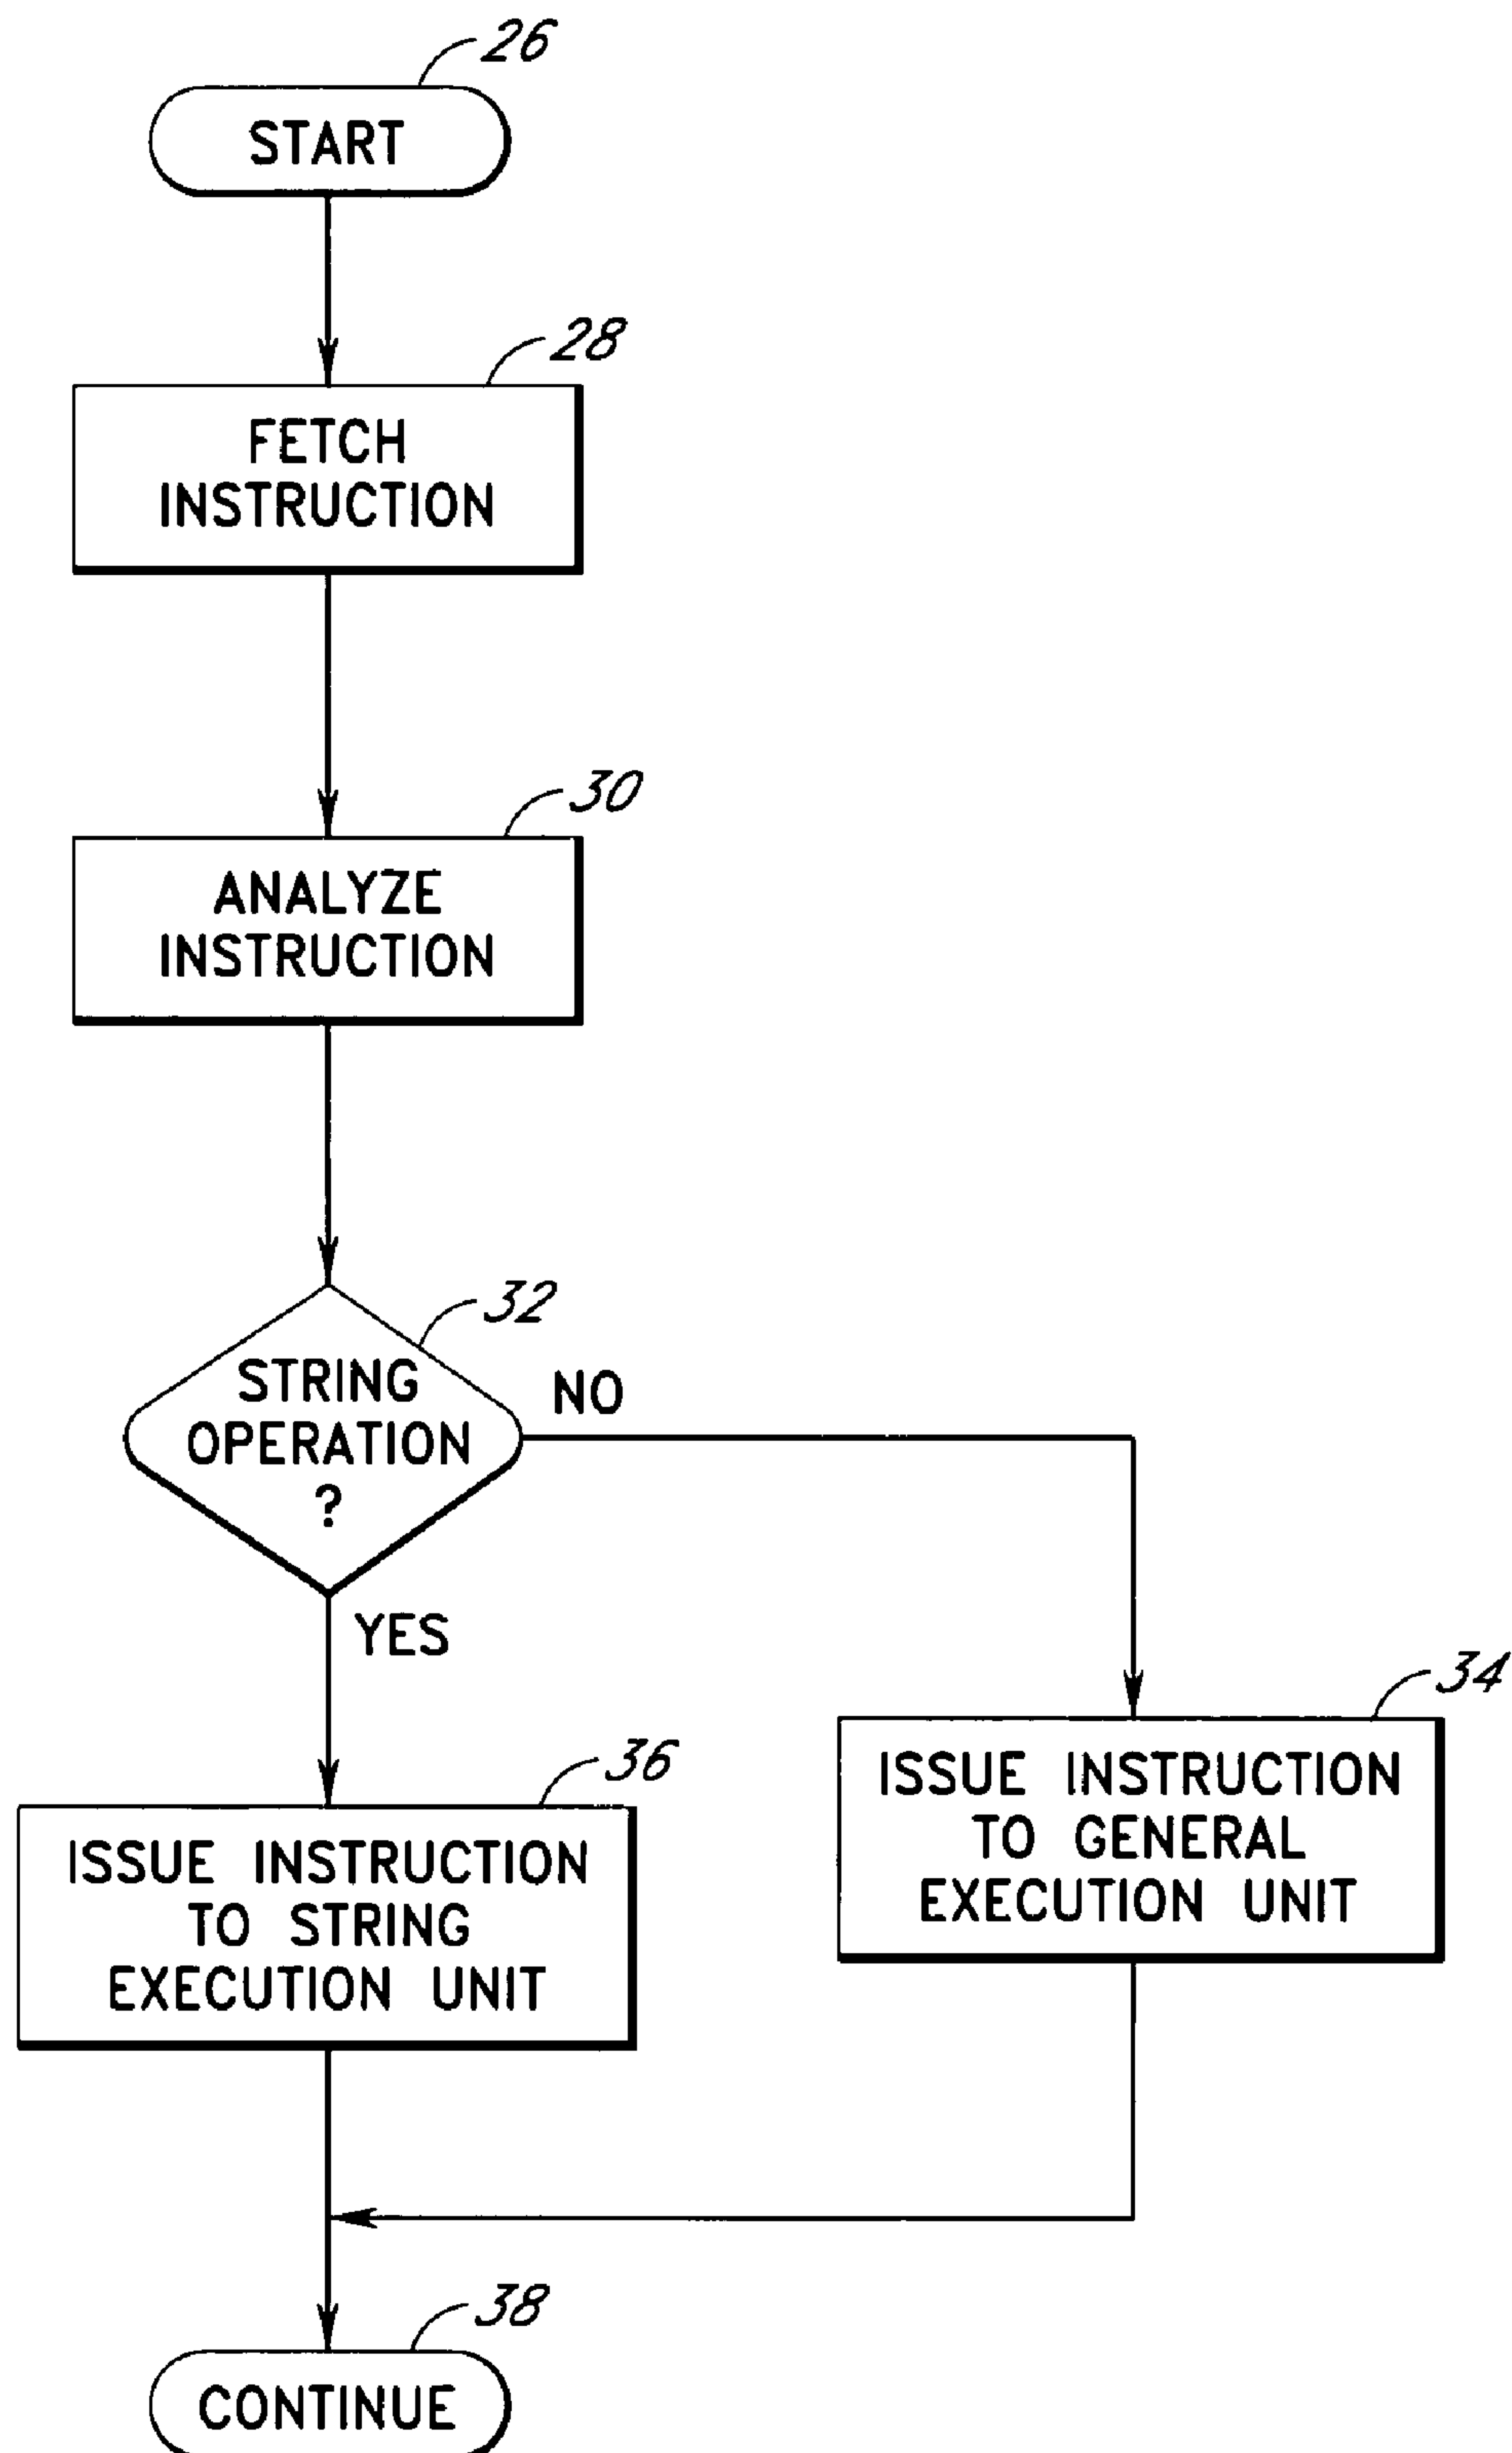 26
START
28
FETCH
INSTRUCTION
30
ANALYZE
INSTRUCTION
32
STRING
OPERATION
?
NO
YES
34
ISSUE INSTRUCTION
TO GENERAL
EXECUTION UNIT
36
ISSUE INSTRUCTION
TO STRING
EXECUTION UNIT
38
CONTINUE